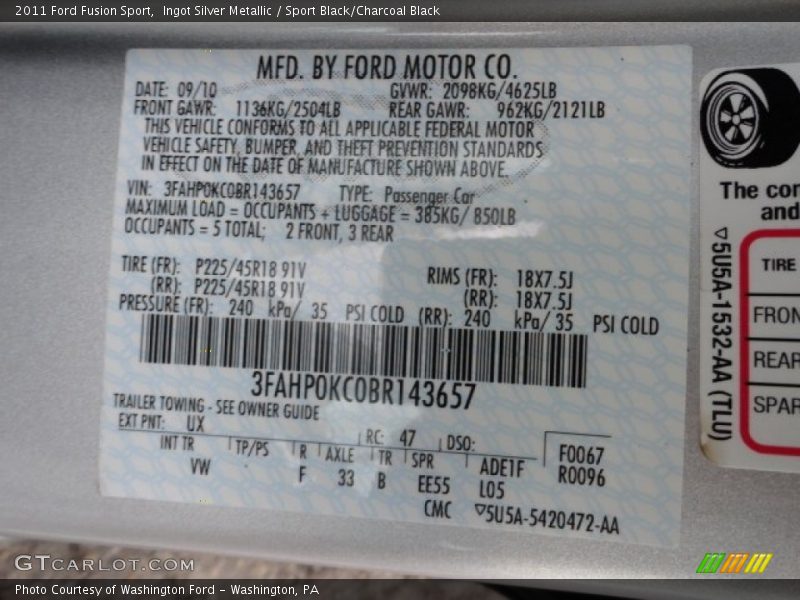 2011 Ford Fusion Sport, Ingot Silver Metallic / Sport Black/Charcoal Black
MFD. BY FORD MOTOR CO.
DATE: 09/10 GVWR: 2098KG/4625LB
FRONT GAWR: 1136KG/2504LB REAR GAWR: 962KG/2121LB
THIS VEHICLE CONFORMS TO ALL APPLICABLE FEDERAL MOTOR
VEHICLE SAFETY, BUMPER, AND THEFT PREVENTION STANDARDS
IN EFFECT ON THE DATE OF MANUFACTURE SHOWN ABOVE.
VIN: 3FAHP0KC0BR143657 TYPE: Passenger Car
MAXIMUM LOAD = OCCUPANTS + LUGGAGE = 385KG/ 850LB
OCCUPANTS = 5 TOTAL; 2 FRONT, 3 REAR
TIRE (FR): P225/45R18 91V RIMS (FR): 18X7.5J
(RR): P225/45R18 91V (RR): 18X7.5J
PRESSURE (FR): 240 kPa/ 35 PSI COLD (RR): 240 kPa/ 35 PSI COLD
3FAHP0KC0BR143657
TRAILER TOWING - SEE OWNER GUIDE
EXT PNT: UX RC: 47 DSO: F0067
INT TR TP/PS R AXLE TR SPR ADE1F R0096
VW F 33 B EE55 L05
CMC ▽5U5A-5420472-AA
The con
and
▽5U5A-1532-AA (TLU)
TIRE
FRON
REAR
SPAR
GTCARLOT.COM
Photo Courtesy of Washington Ford - Washington, PA